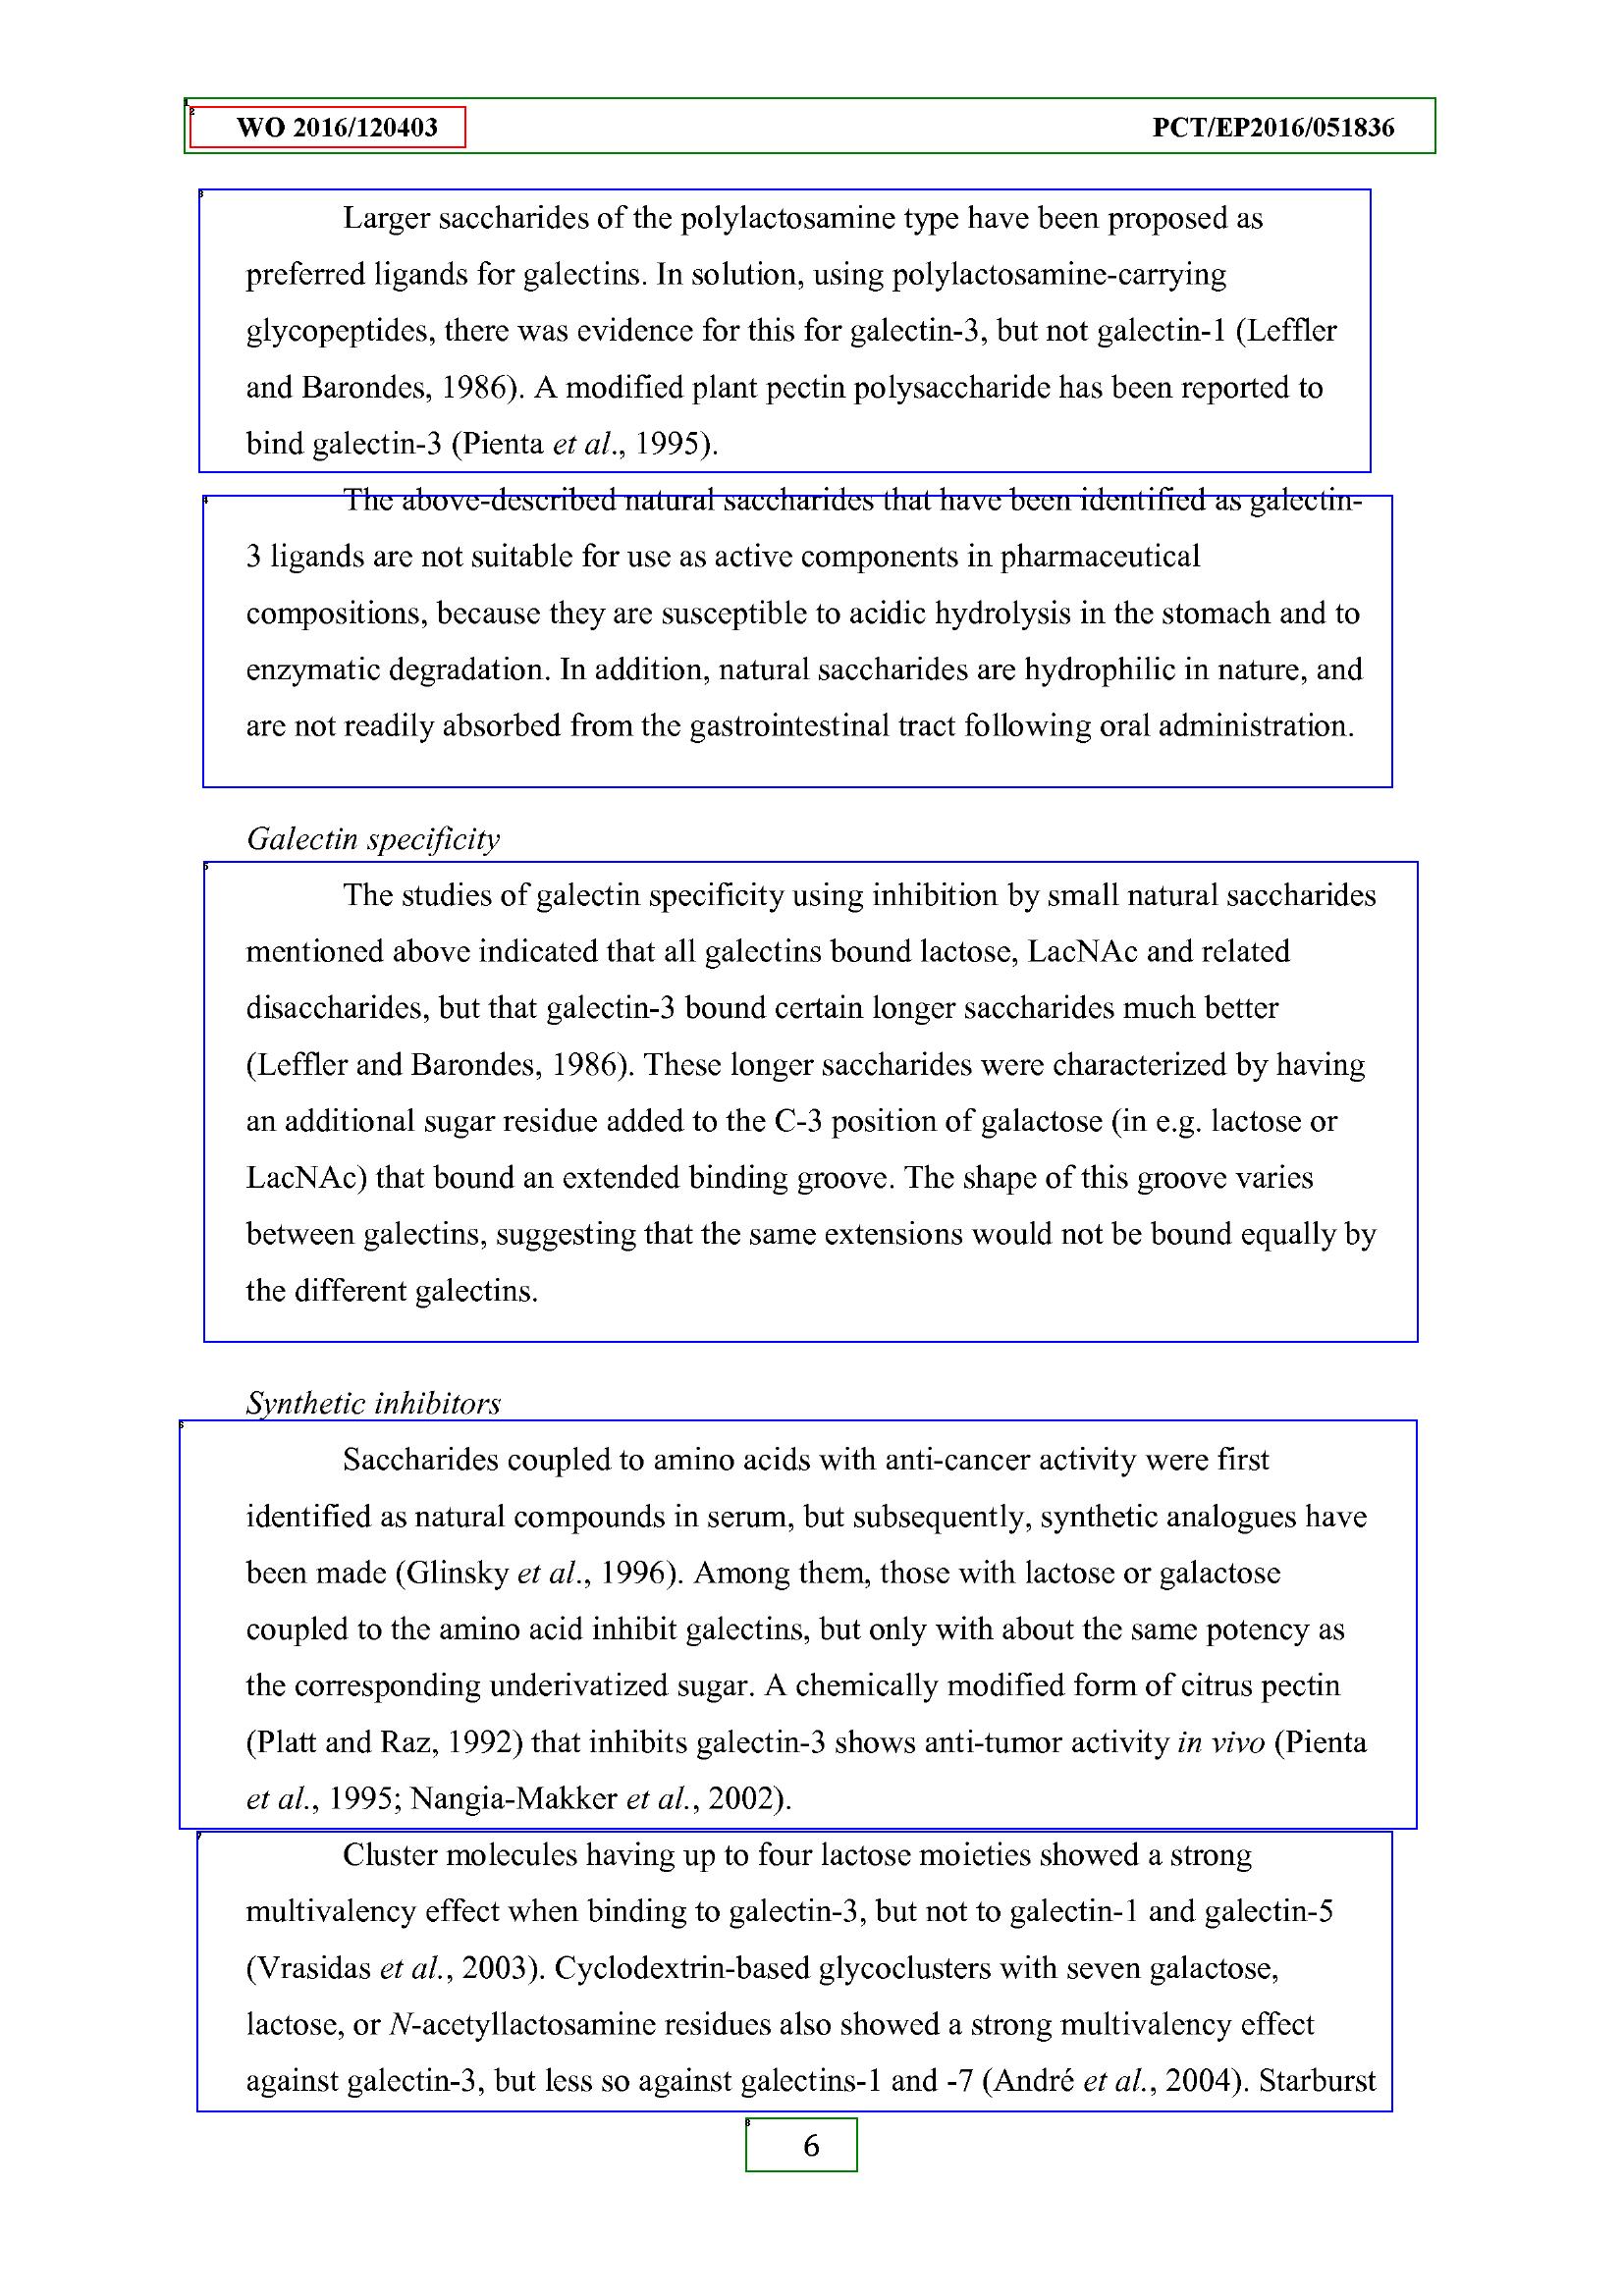 WO 2016/120403 PCT/EP2016/051836
Larger saccharides of the polylactosamine type have been proposed as
preferred ligands for galectins. In solution, using polylactosamine-carrying
glycopeptides, there was evidence for this for galectin-3, but not galectin-1 (Leffler
and Barondes, 1986). A modified plant pectin polysaccharide has been reported to
bind galectin-3 (Pienta et al., 1995).
The above-described natural saccharides that have been identified as galectin-
3 ligands are not suitable for use as active components in pharmaceutical
compositions, because they are susceptible to acidic hydrolysis in the stomach and to
enzymatic degradation. In addition, natural saccharides are hydrophilic in nature, and
are not readily absorbed from the gastrointestinal tract following oral administration.
Galectin specificity
The studies of galectin specificity using inhibition by small natural saccharides
mentioned above indicated that all galectins bound lactose, LacNAc and related
disaccharides, but that galectin-3 bound certain longer saccharides much better
(Leffler and Barondes, 1986). These longer saccharides were characterized by having
an additional sugar residue added to the C-3 position of galactose (in e.g. lactose or
LacNAc) that bound an extended binding groove. The shape of this groove varies
between galectins, suggesting that the same extensions would not be bound equally by
the different galectins.
Synthetic inhibitors
Saccharides coupled to amino acids with anti-cancer activity were first
identified as natural compounds in serum, but subsequently, synthetic analogues have
been made (Glinsky et al., 1996). Among them, those with lactose or galactose
coupled to the amino acid inhibit galectins, but only with about the same potency as
the corresponding underivatized sugar. A chemically modified form of citrus pectin
(Platt and Raz, 1992) that inhibits galectin-3 shows anti-tumor activity in vivo (Pienta
et al., 1995; Nangia-Makker et al., 2002).
Cluster molecules having up to four lactose moieties showed a strong
multivalency effect when binding to galectin-3, but not to galectin-1 and galectin-5
(Vrasidas et al., 2003). Cyclodextrin-based glycoclusters with seven galactose,
lactose, or N-acetyllactosamine residues also showed a strong multivalency effect
against galectin-3, but less so against galectins-1 and -7 (André et al., 2004). Starburst
6